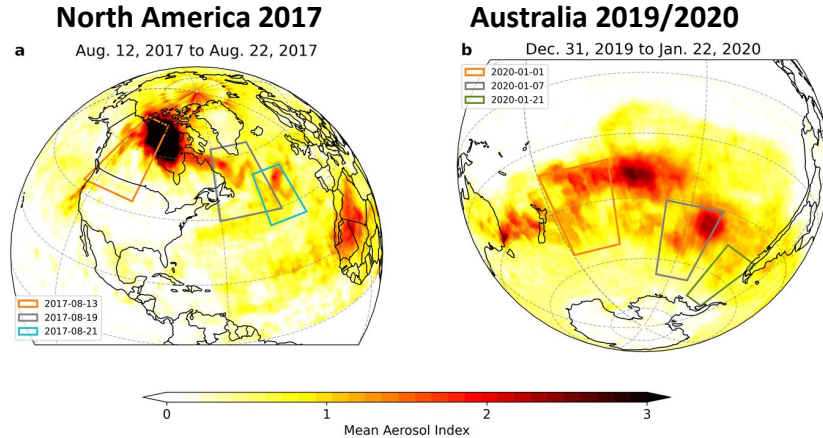 North America 2017
Australia 2019/2020
a
Aug. 12, 2017 to Aug. 22, 2017
b
Dec. 31, 2019 to Jan. 22, 2020
2020-01-01
2020-01-07
2020-01-21
2017-08-13
2017-08-19
2017-08-21
0
1
2
3
Mean Aerosol Index